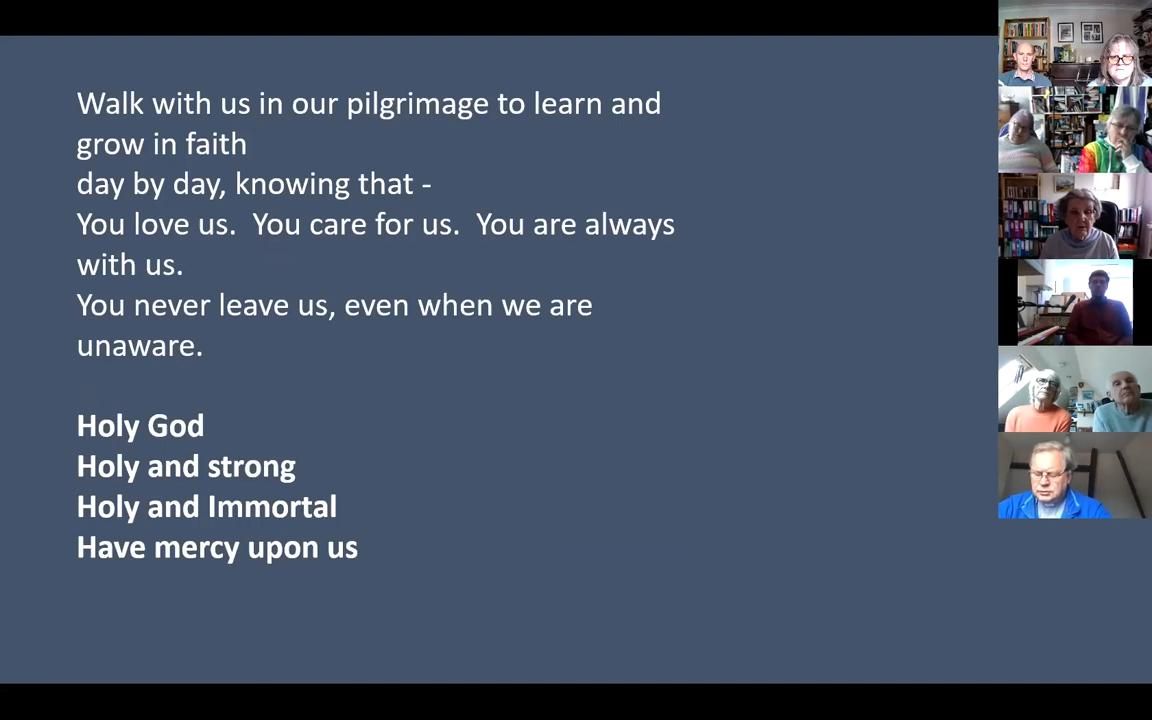 Walk with us in our pilgrimage to learn and
grow in faith
day by day, knowing that -
You love us.  You care for us.  You are always
with us.
You never leave us, even when we are
unaware.
Holy God
Holy and strong
Holy and Immortal
Have mercy upon us